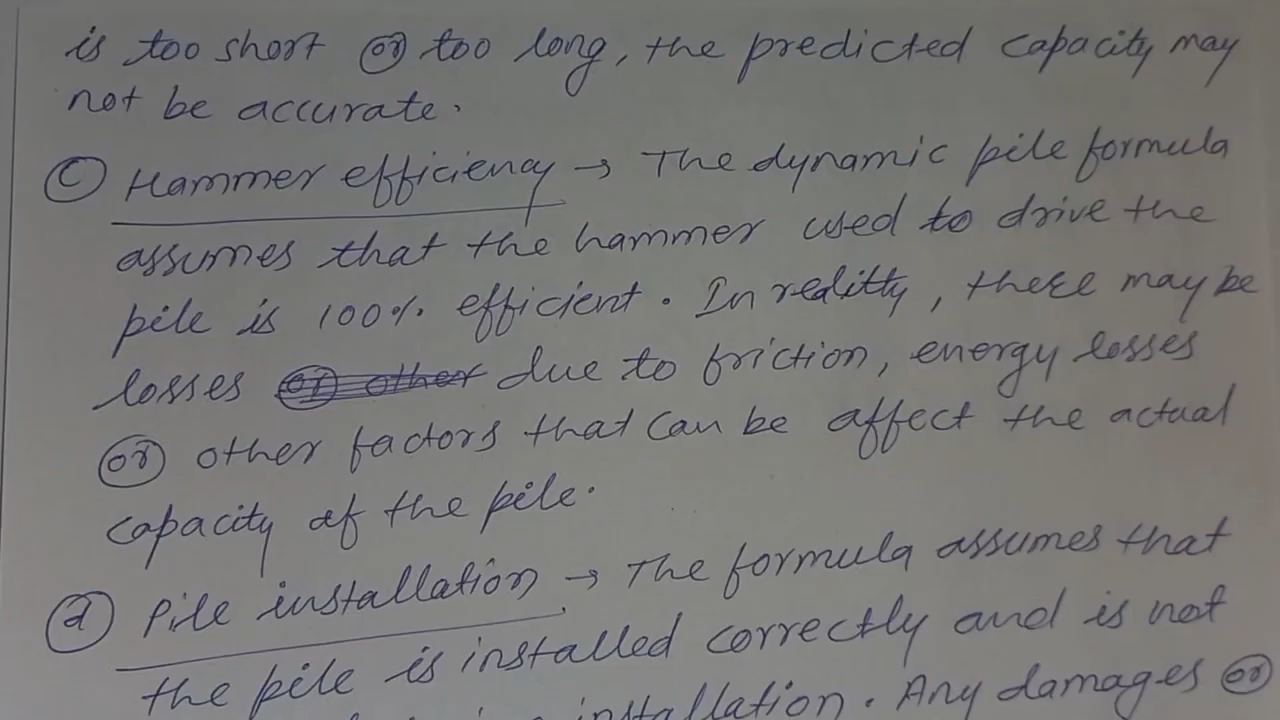 is too short or too long, the predicted capacity may
not be accurate.
c Hammer efficiency → The dynamic pile formula
assumes that the hammer used to drive the
pile is 100% efficient. In realitty, there may be
losses or other due to friction, energy losses
or other factors that can be affect the actual
capacity of the pile.
d Pile installation → The formula assumes that
the pile is installed correctly and is not
installation. Any damages or